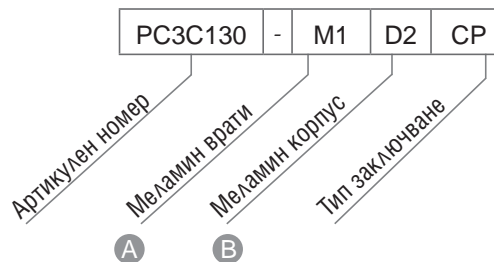 PC3C130 - M1 D2 CP
Артикулен номер
Меламин врати
Меламин корпус
Тип заключване
A B